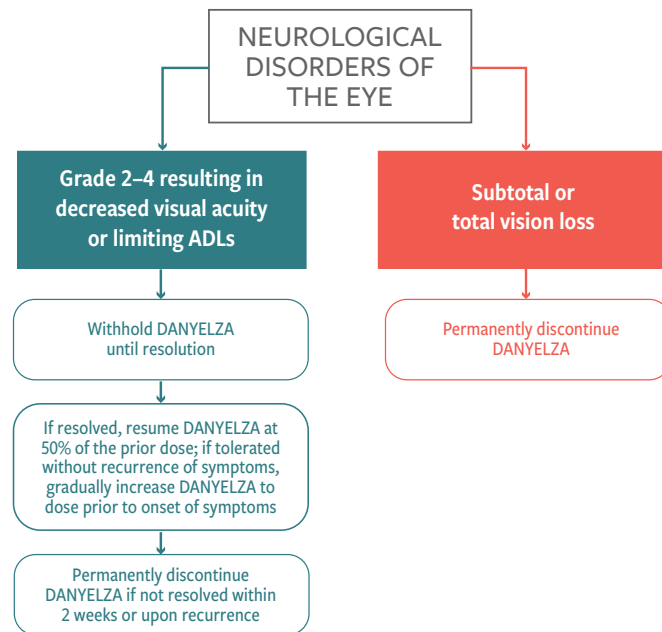 NEUROLOGICAL
DISORDERS OF
THE EYE
Grade 2–4 resulting in
decreased visual acuity
or limiting ADLs
Withhold DANYELZA
until resolution
If resolved, resume DANYELZA at
50% of the prior dose; if tolerated
without recurrence of symptoms,
gradually increase DANYELZA to
dose prior to onset of symptoms
Permanently discontinue
DANYELZA if not resolved within
2 weeks or upon recurrence
Subtotal or
total vision loss
Permanently discontinue
DANYELZA